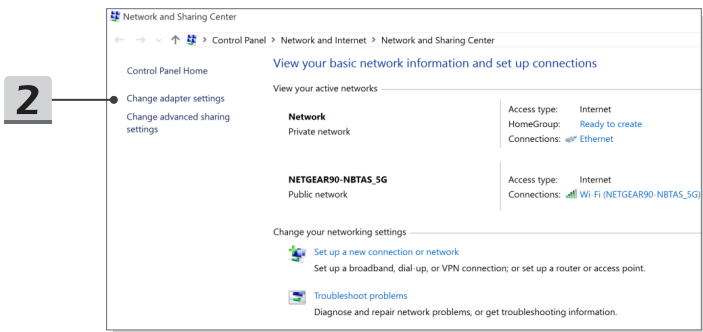 Network and Sharing Center
Control Panel > Network and Internet > Network and Sharing Center
2
Control Panel Home
Change adapter settings
Change advanced sharing
settings
View your basic network information and set up connections
View your active networks
Network
Private network
Access type: Internet
HomeGroup: Ready to create
Connections: Ethernet
NETGEAR90-NBTAS_5G
Public network
Access type: Internet
Connections: Wi-Fi (NETGEAR90-NBTAS_5G)
Change your networking settings
Set up a new connection or network
Set up a broadband, dial-up, or VPN connection; or set up a router or access point.
Troubleshoot problems
Diagnose and repair network problems, or get troubleshooting information.